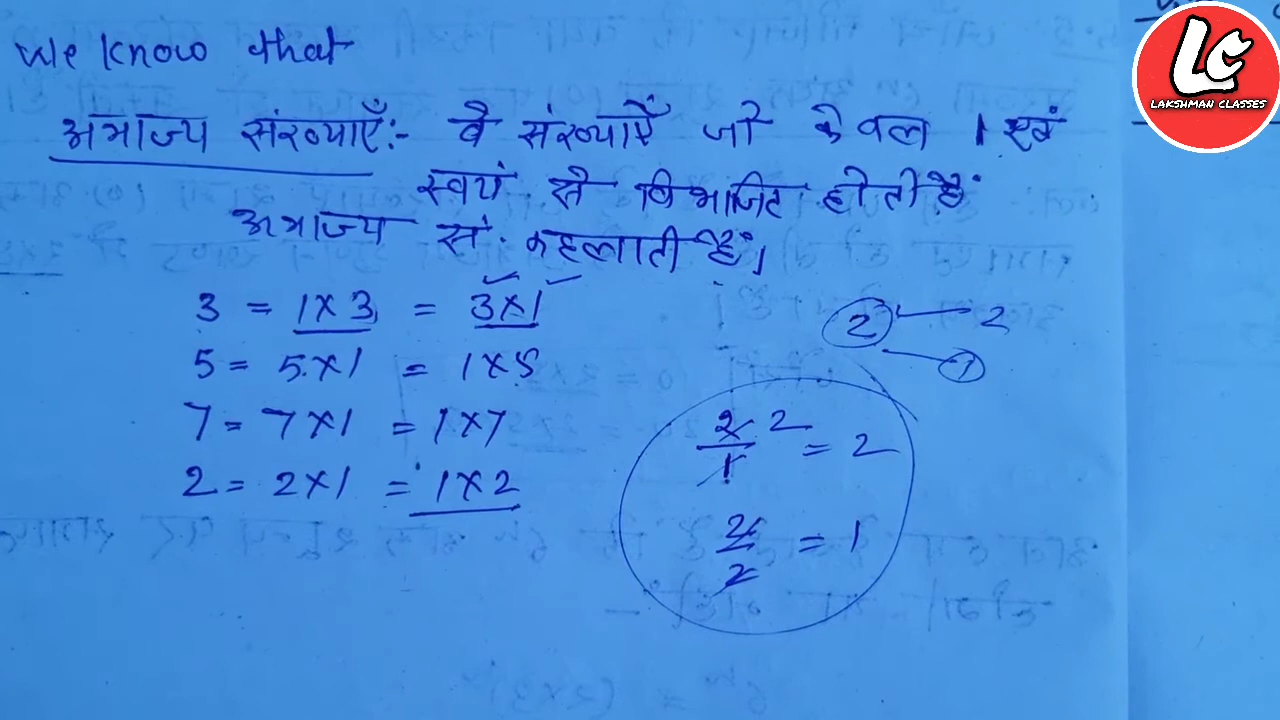 We know that
अभाज्य संख्याएँ:- वे संख्याएँ जो केवल 1 एवं
स्वयं से विभाजित होती हैं
अभाज्य सं. कहलाती हैं।
3 = 1×3 = 3×1
5 = 5×1 = 1×5
7 = 7×1 = 1×7
2 = 2×1 = 1×2
2 2
1
2/1 2 = 2
2/2 = 1
LC
LAKSHMAN CLASSES